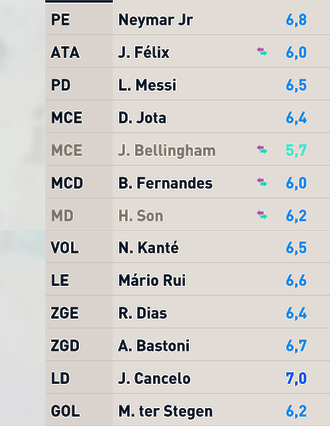 PE Neymar Jr 6,8
ATA J. Félix 6,0
PD L. Messi 6,5
MCE D. Jota 6,4
MCE J. Bellingham 5,7
MCD B. Fernandes 6,0
MD H. Son 6,2
VOL N. Kanté 6,5
LE Mário Rui 6,6
ZGE R. Dias 6,4
ZGD A. Bastoni 6,7
LD J. Cancelo 7,0
GOL M. ter Stegen 6,2